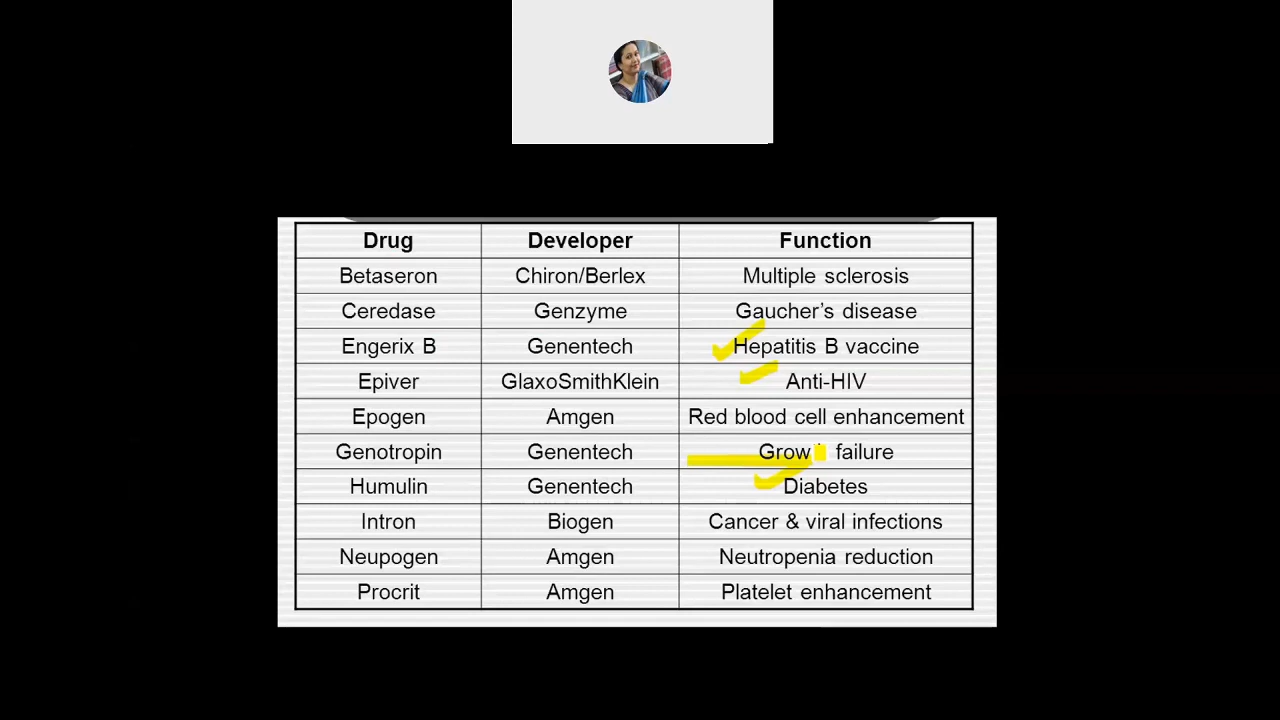 Drug Developer Function
Betaseron Chiron/Berlex Multiple sclerosis
Ceredase Genzyme Gaucher’s disease
Engerix B Genentech Hepatitis B vaccine
Epiver GlaxoSmithKlein Anti-HIV
Epogen Amgen Red blood cell enhancement
Genotropin Genentech failure
Humulin Genentech Diabetes
Intron Biogen Cancer & viral infections
Neupogen Amgen Neutropenia reduction
Procrit Amgen Platelet enhancement